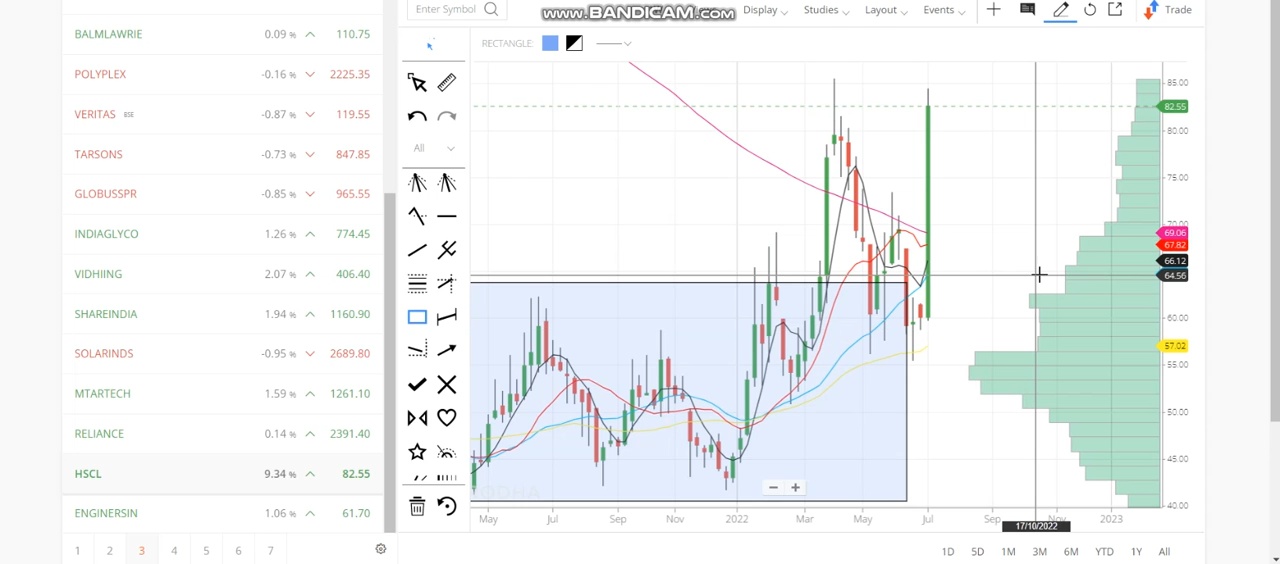 Enter Symbol
www.BANDICAM.com
Display
Studies
Layout
Events
Trade
RECTANGLE:
All
BALMLAWRIE 0.09 % 110.75
POLYPLEX -0.16 % 2225.35
VERITAS BSE -0.87 % 119.55
TARSONS -0.73 % 847.85
GLOBUSSPR -0.85 % 965.55
INDIAGLYCO 1.26 % 774.45
VIDHIING 2.07 % 406.40
SHAREINDIA 1.94 % 1160.90
SOLARINDS -0.95 % 2689.80
MTARTECH 1.59 % 1261.10
RELIANCE 0.14 % 2391.40
HSCL 9.34 % 82.55
ENGINERSIN 1.06 % 61.70
1 2 3 4 5 6 7
85.00
82.55
80.00
75.00
70.00
69.06
67.82
66.12
64.56
60.00
57.02
55.00
50.00
45.00
40.00
May Jul Sep Nov 2022 Mar May Jul Sep Nov 2023
17/10/2022
1D 5D 1M 3M 6M YTD 1Y All